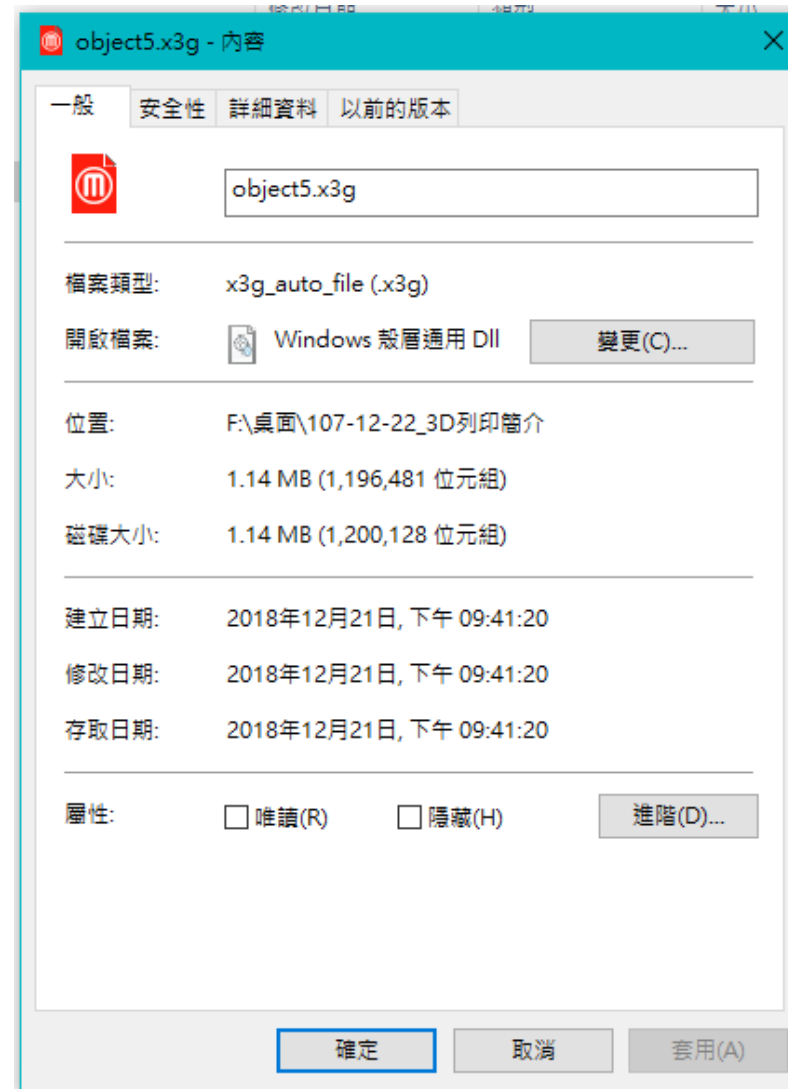 object5.x3g - 內容
一般 安全性 詳細資料 以前的版本
object5.x3g
檔案類型: x3g_auto_file (.x3g)
開啟檔案: Windows 殼層通用 Dll 變更(C)...
位置: F:\桌面\107-12-22_3D列印簡介
大小: 1.14 MB (1,196,481 位元組)
磁碟大小: 1.14 MB (1,200,128 位元組)
建立日期: 2018年12月21日, 下午 09:41:20
修改日期: 2018年12月21日, 下午 09:41:20
存取日期: 2018年12月21日, 下午 09:41:20
屬性: 唯讀(R) 隱藏(H) 進階(D)...
確定 取消 套用(A)